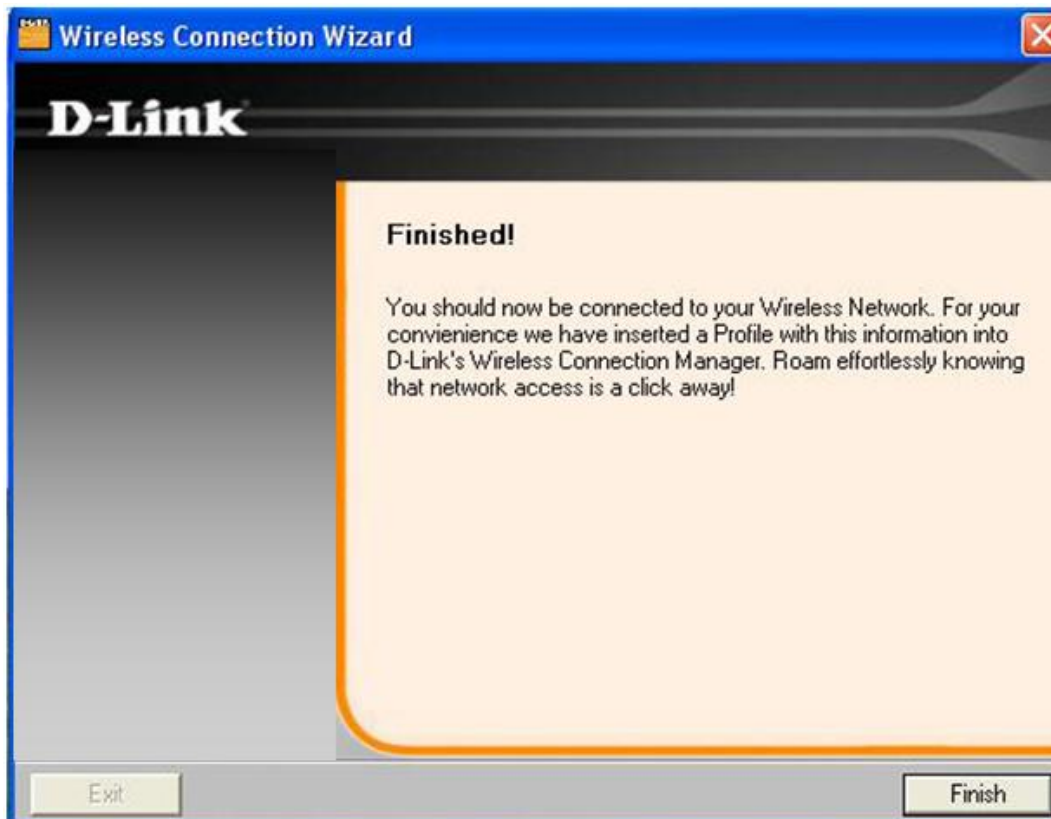 Wireless Connection Wizard
D-Link
Finished!
You should now be connected to your Wireless Network. For your
convienience we have inserted a Profile with this information into
D-Link's Wireless Connection Manager. Roam effortlessly knowing
that network access is a click away!
Exit
Finish